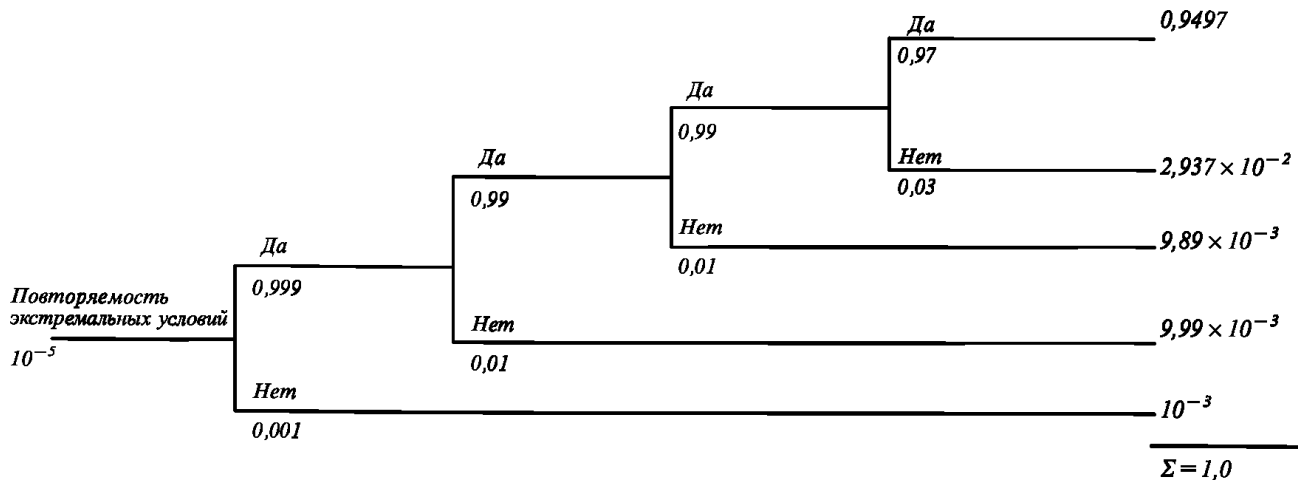 Да
0,9497
0,97
Да
0,99
Нет
2,937 × 10⁻²
0,03
Да
0,99
Нет
9,89 × 10⁻³
0,01
Да
0,999
Повторяемость
экстремальных условий
10⁻⁵
Нет
9,99 × 10⁻³
0,01
Нет
10⁻³
0,001
Σ = 1,0